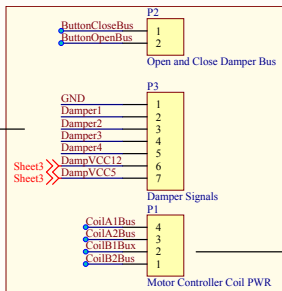 P2
ButtonCloseBus 1
ButtonOpenBus 2
Open and Close Damper Bus
P3
GND 1
Damper1 2
Damper2 3
Damper3 4
Damper4 5
Sheet3 DampVCC12 6
Sheet3 DampVCC5 7
Damper Signals
P1
CoilA1Bus 4
CoilA2Bus 3
CoilB1Bux 2
CoilB2Bus 1
Motor Controller Coil PWR